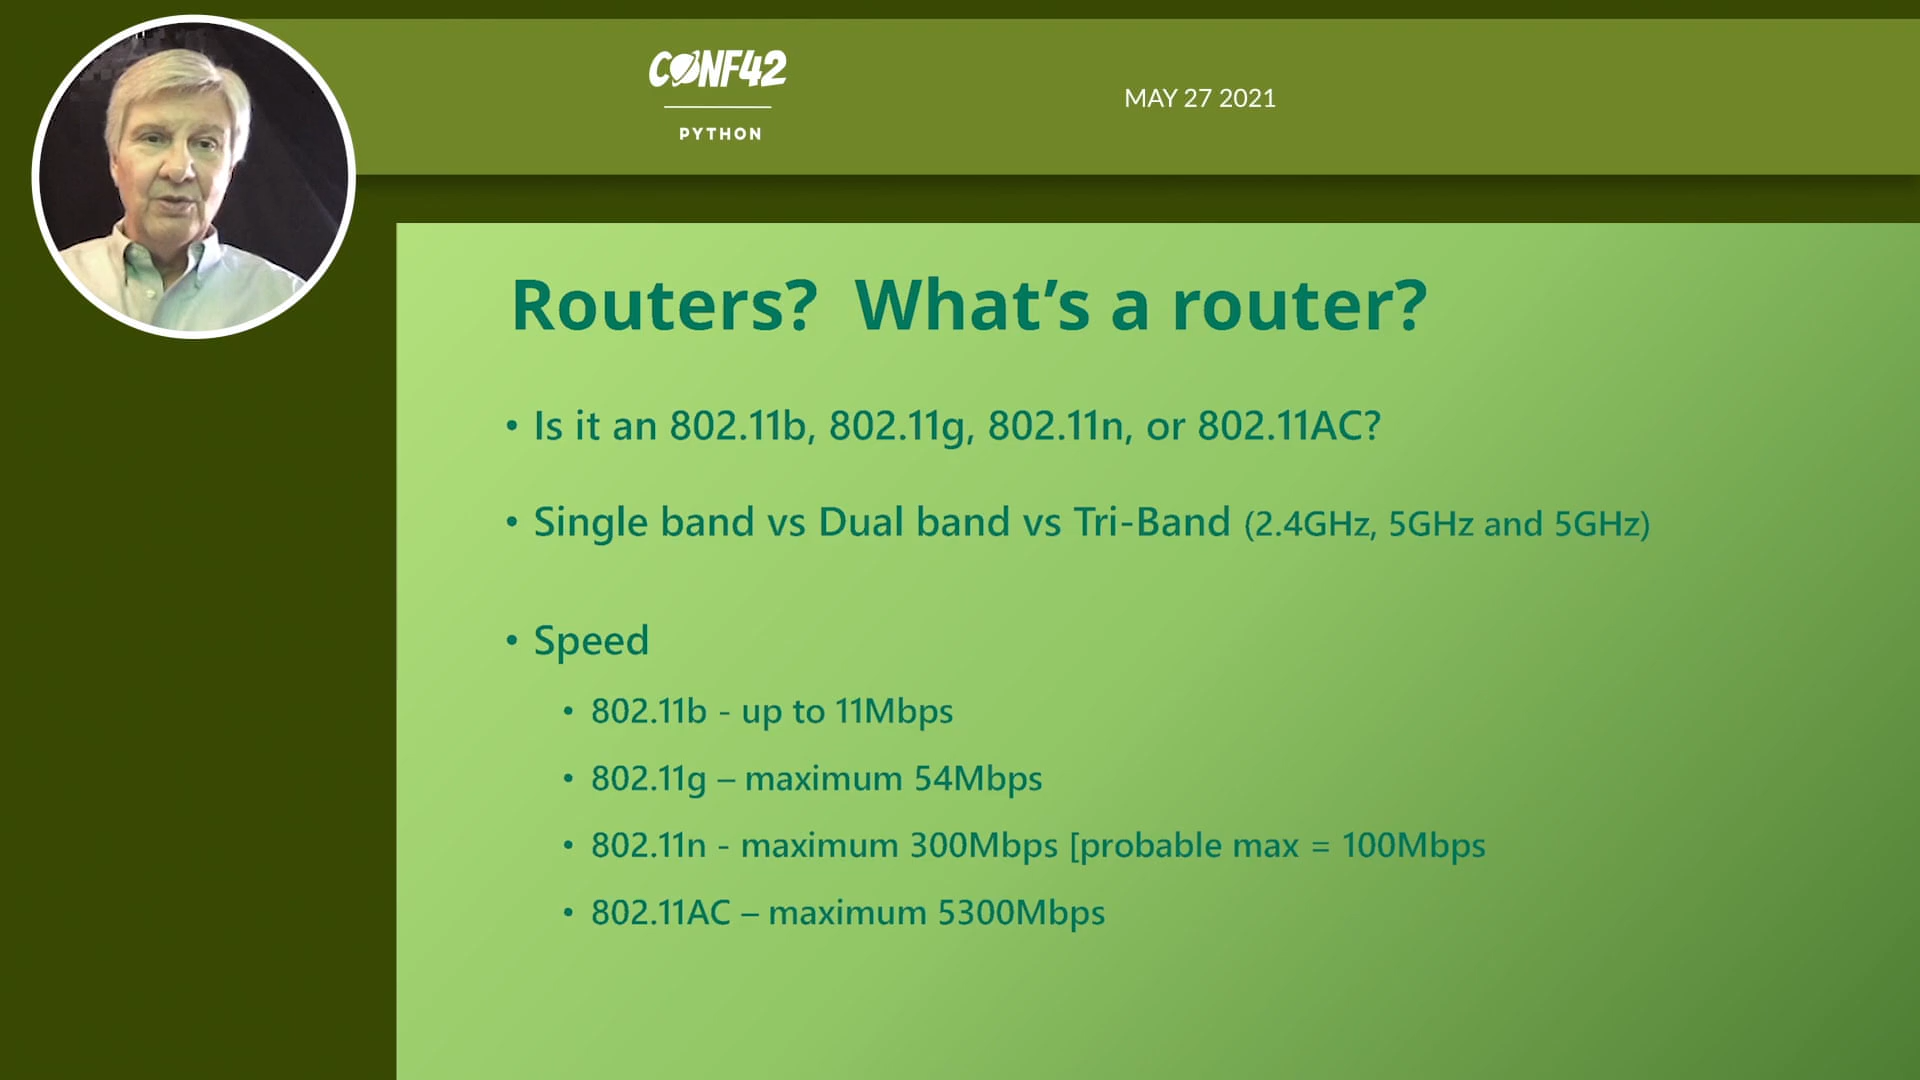 CONF42
PYTHON
MAY 27 2021
Routers?  What’s a router?
• Is it an 802.11b, 802.11g, 802.11n, or 802.11AC?
• Single band vs Dual band vs Tri-Band (2.4GHz, 5GHz and 5GHz)
• Speed
• 802.11b - up to 11Mbps
• 802.11g – maximum 54Mbps
• 802.11n - maximum 300Mbps [probable max = 100Mbps
• 802.11AC – maximum 5300Mbps